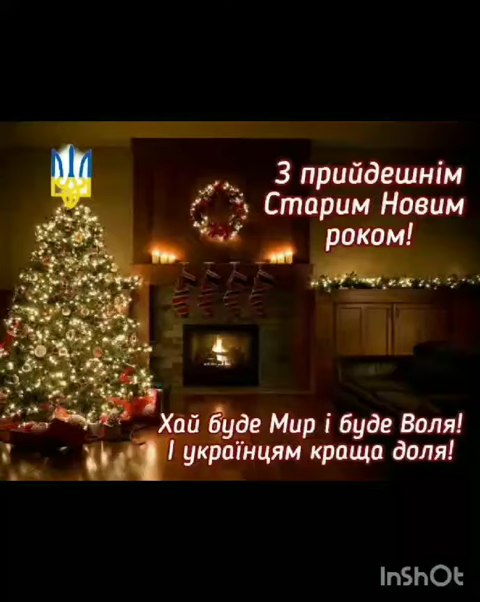 З прийдешнім
Старим Новим
роком!
Хай буде Мир і буде Воля!
І українцям краща доля!
InShOt